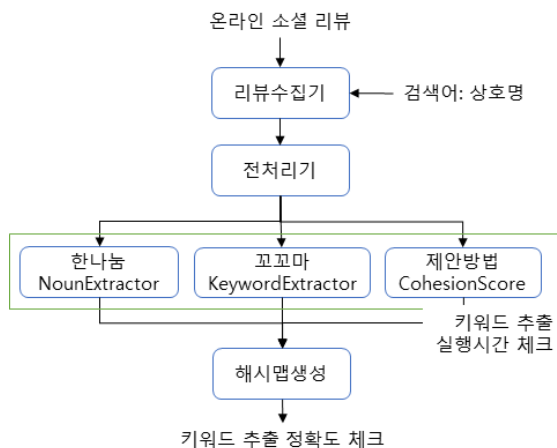 온라인 소셜 리뷰
리뷰수집기
검색어: 상호명
전처리기
한나눔
NounExtractor
꼬꼬마
KeywordExtractor
제안방법
CohesionScore
키워드 추출
실행시간 체크
해시맵생성
키워드 추출 정확도 체크